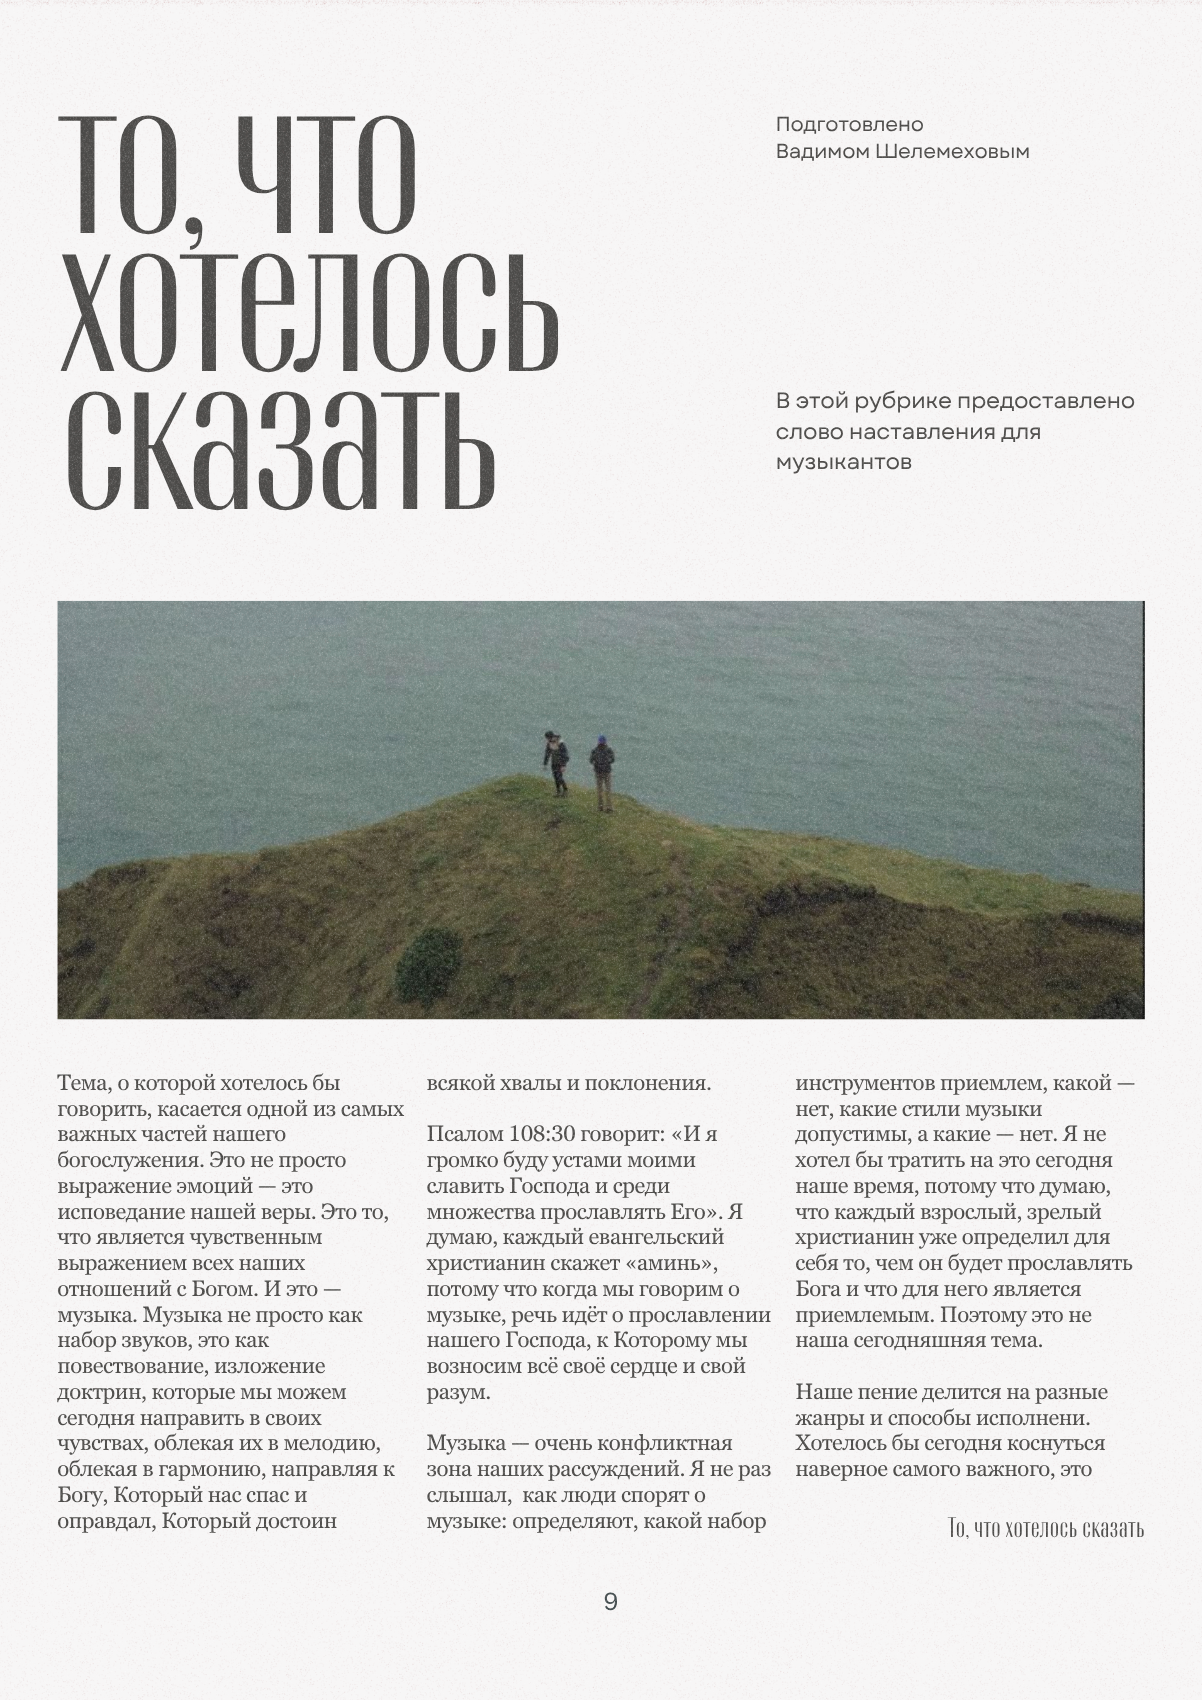 то, что
хотелось
сказать
Подготовлено
Вадимом Шелемеховым
В этой рубрике предоставлено
слово наставления для
музыкантов
Тема, о которой хотелось бы
говорить, касается одной из самых
важных частей нашего
богослужения. Это не просто
выражение эмоций — это
исповедание нашей веры. Это то,
что является чувственным
выражением всех наших
отношений с Богом. И это —
музыка. Музыка не просто как
набор звуков, это как
повествование, изложение
доктрин, которые мы можем
сегодня направить в своих
чувствах, облекая их в мелодию,
облекая в гармонию, направляя к
Богу, Который нас спас и
оправдал, Который достоин
всякой хвалы и поклонения.
Псалом 108:30 говорит: «И я
громко буду устами моими
славить Господа и среди
множества прославлять Его». Я
думаю, каждый евангельский
христианин скажет «аминь»,
потому что когда мы говорим о
музыке, речь идёт о прославлении
нашего Господа, к Которому мы
возносим всё своё сердце и свой
разум.
Музыка — очень конфликтная
зона наших рассуждений. Я не раз
слышал,  как люди спорят о
музыке: определяют, какой набор
инструментов приемлем, какой —
нет, какие стили музыки
допустимы, а какие — нет. Я не
хотел бы тратить на это сегодня
наше время, потому что думаю,
что каждый взрослый, зрелый
христианин уже определил для
себя то, чем он будет прославлять
Бога и что для него является
приемлемым. Поэтому это не
наша сегодняшняя тема.
Наше пение делится на разные
жанры и способы исполнени.
Хотелось бы сегодня коснуться
наверное самого важного, это
То, что хотелось сказать
9